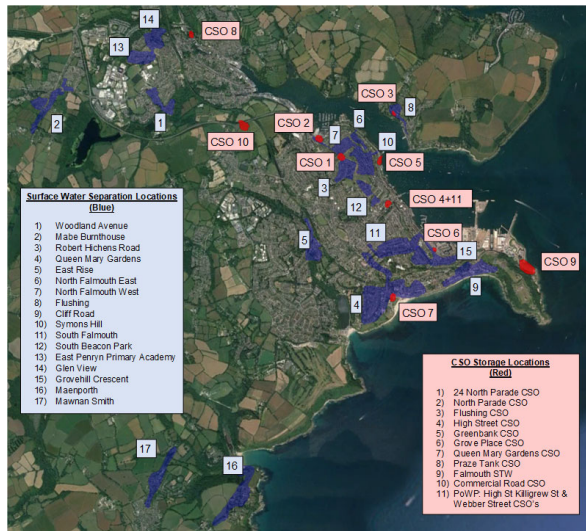 14
CSO 8
13
CSO 3
8
2
1
CSO 10
CSO 2
7
6
10
CSO 1
CSO 5
3
12
CSO 4+11
11
CSO 6
5
15
CSO 9
4
CSO 7
9
17
16
Surface Water Separation Locations
(Blue)
1) Woodland Avenue
2) Mabe Burnthouse
3) Robert Hichens Road
4) Queen Mary Gardens
5) East Rise
6) North Falmouth East
7) North Falmouth West
8) Flushing
9) Cliff Road
10) Symons Hill
11) South Falmouth
12) South Beacon Park
13) East Penryn Primary Academy
14) Glen View
15) Grovehill Crescent
16) Maenporth
17) Mawnan Smith
CSO Storage Locations
(Red)
1) 24 North Parade CSO
2) North Parade CSO
3) Flushing CSO
4) High Street CSO
5) Greenbank CSO
6) Grove Place CSO
7) Queen Mary Gardens CSO
8) Praze Tank CSO
9) Falmouth STW
10) Commercial Road CSO
11) PoWP: High St Killigrew St &
Webber Street CSO's